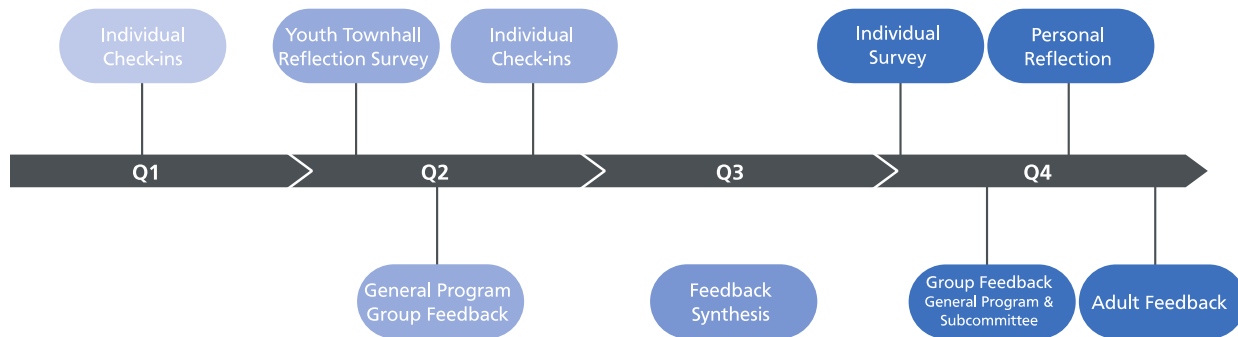 Individual
Check-ins
Youth Townhall
Reflection Survey
Individual
Check-ins
Individual
Survey
Personal
Reflection
Q1
Q2
Q3
Q4
General Program
Group Feedback
Feedback
Synthesis
Group Feedback
General Program &
Subcommittee
Adult Feedback